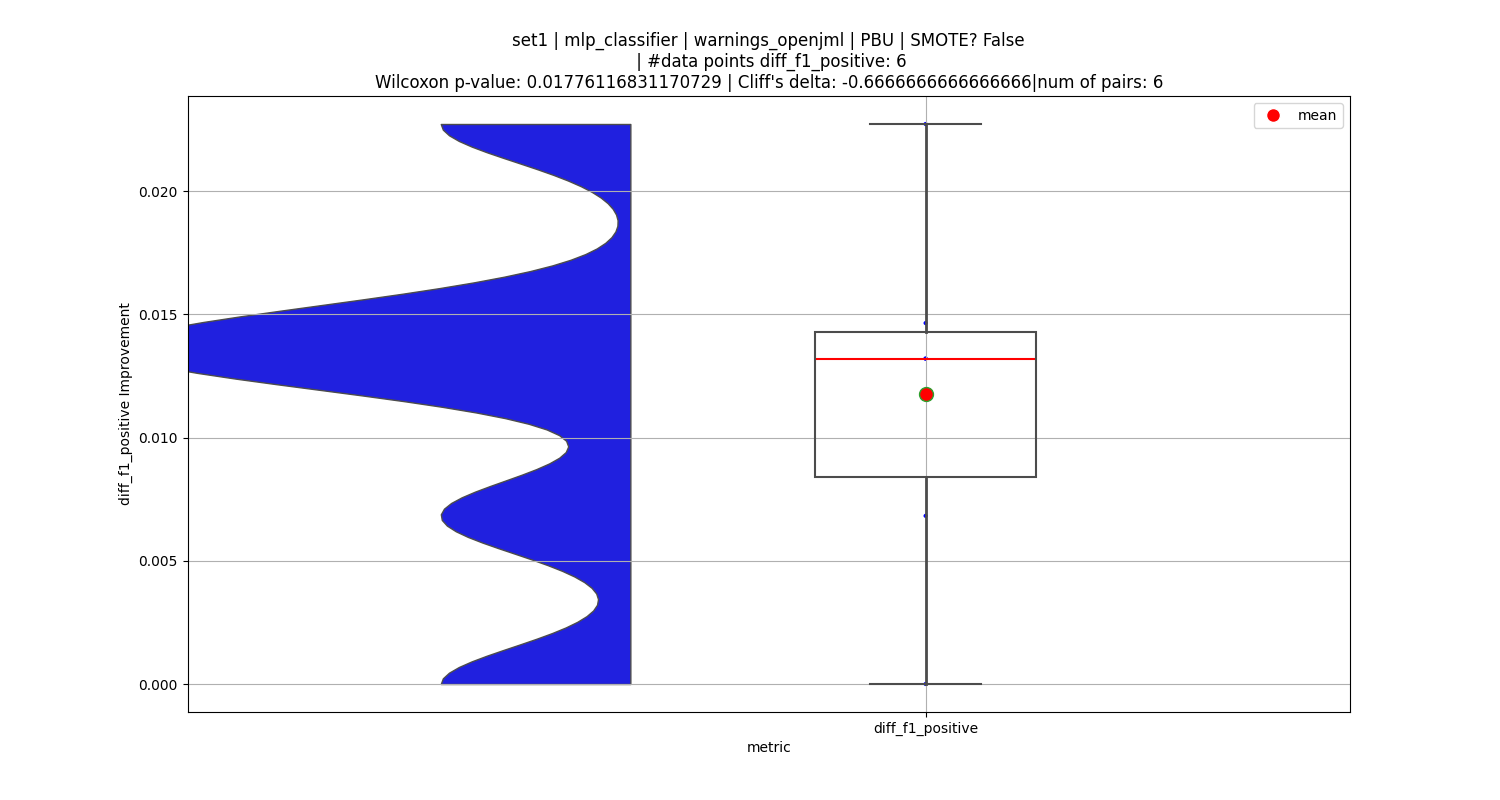 set1 | mlp_classifier | warnings_openjml | PBU | SMOTE? False
| #data points diff_f1_positive: 6
Wilcoxon p-value: 0.01776116831170729 | Cliff's delta: -0.6666666666666666|num of pairs: 6
mean
0.020
0.015
0.010
0.005
0.000
diff_f1_positive Improvement
diff_f1_positive
metric